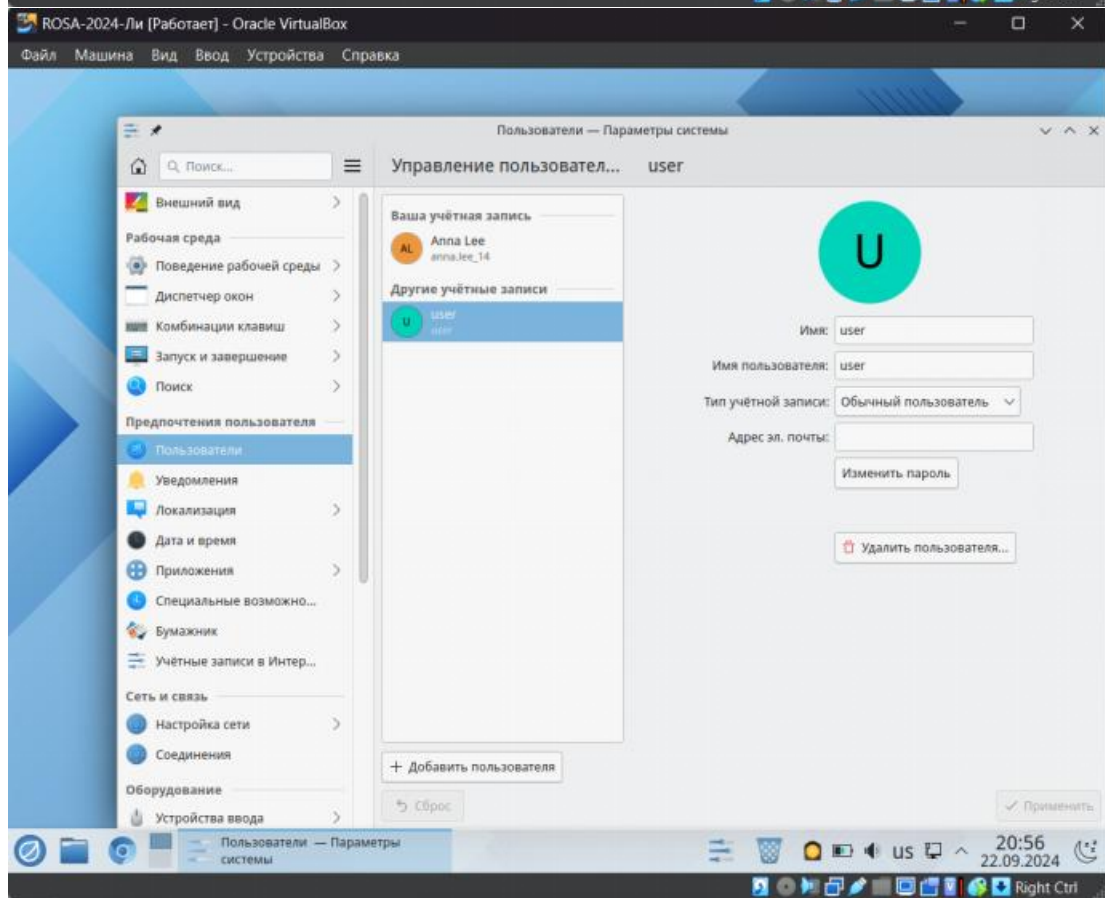 ROSA-2024-Ли [Работает] - Oracle VirtualBox
Файл Машина Вид Ввод Устройства Справка
Пользователи — Параметры системы
Поиск...
Управление пользовател...
user
Внешний вид
Рабочая среда
Поведение рабочей среды
Диспетчер окон
Комбинации клавиш
Запуск и завершение
Поиск
Предпочтения пользователя
Пользователи
Уведомления
Локализация
Дата и время
Приложения
Специальные возможно...
Бумажник
Учётные записи в Интер...
Сеть и связь
Настройка сети
Соединения
Оборудование
Устройства ввода
Ваша учётная запись
AL
Anna Lee
anna.lee_14
Другие учётные записи
U
user
user
+ Добавить пользователя
Сброс
U
Имя: user
Имя пользователя: user
Тип учётной записи: Обычный пользователь
Адрес эл. почты:
Изменить пароль
Удалить пользователя...
Применить
Пользователи — Параметры
системы
us
20:56
22.09.2024
Right Ctrl